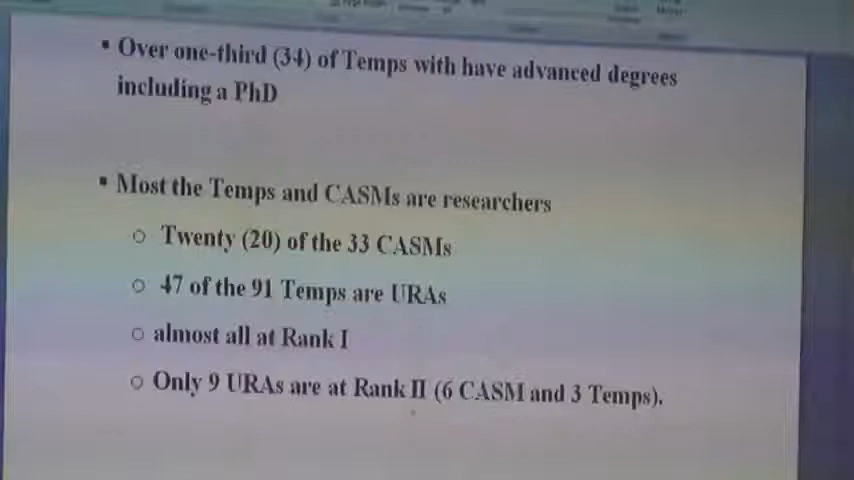 ▪ Over one-third (34) of Temps with have advanced degrees
including a PhD
▪ Most the Temps and CASMs are researchers
o Twenty (20) of the 33 CASMs
o 47 of the 91 Temps are URAs
o almost all at Rank I
o Only 9 URAs are at Rank II (6 CASM and 3 Temps).